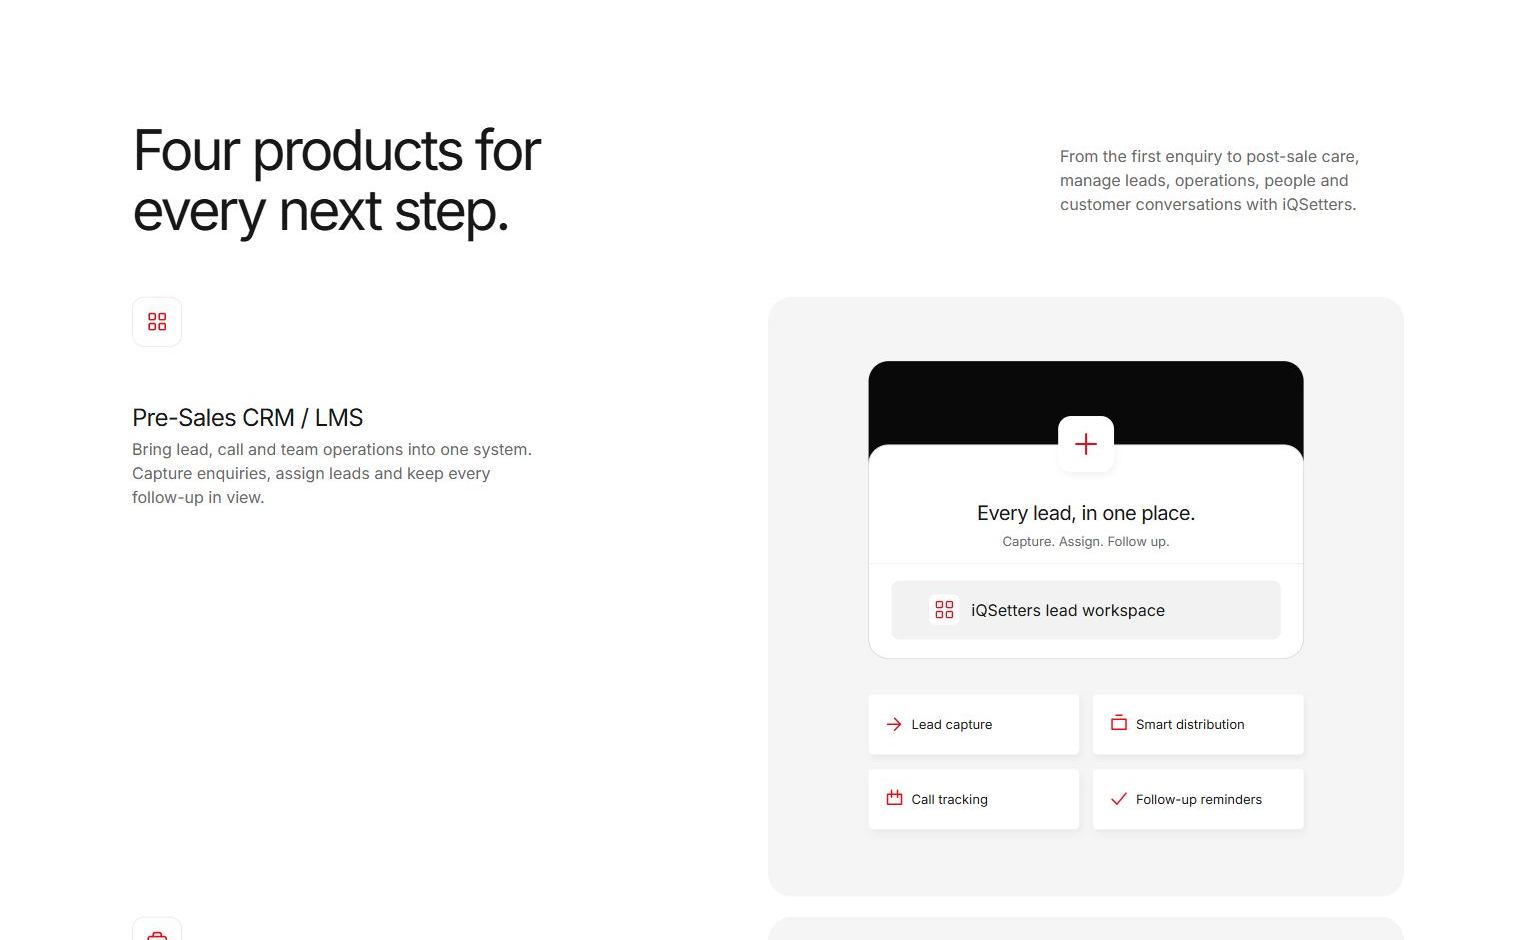 Four products for
every next step.
From the first enquiry to post-sale care,
manage leads, operations, people and
customer conversations with iQSetters.
Pre-Sales CRM / LMS
Bring lead, call and team operations into one system.
Capture enquiries, assign leads and keep every
follow-up in view.
Every lead, in one place.
Capture. Assign. Follow up.
iQSetters lead workspace
Lead capture
Smart distribution
Call tracking
Follow-up reminders